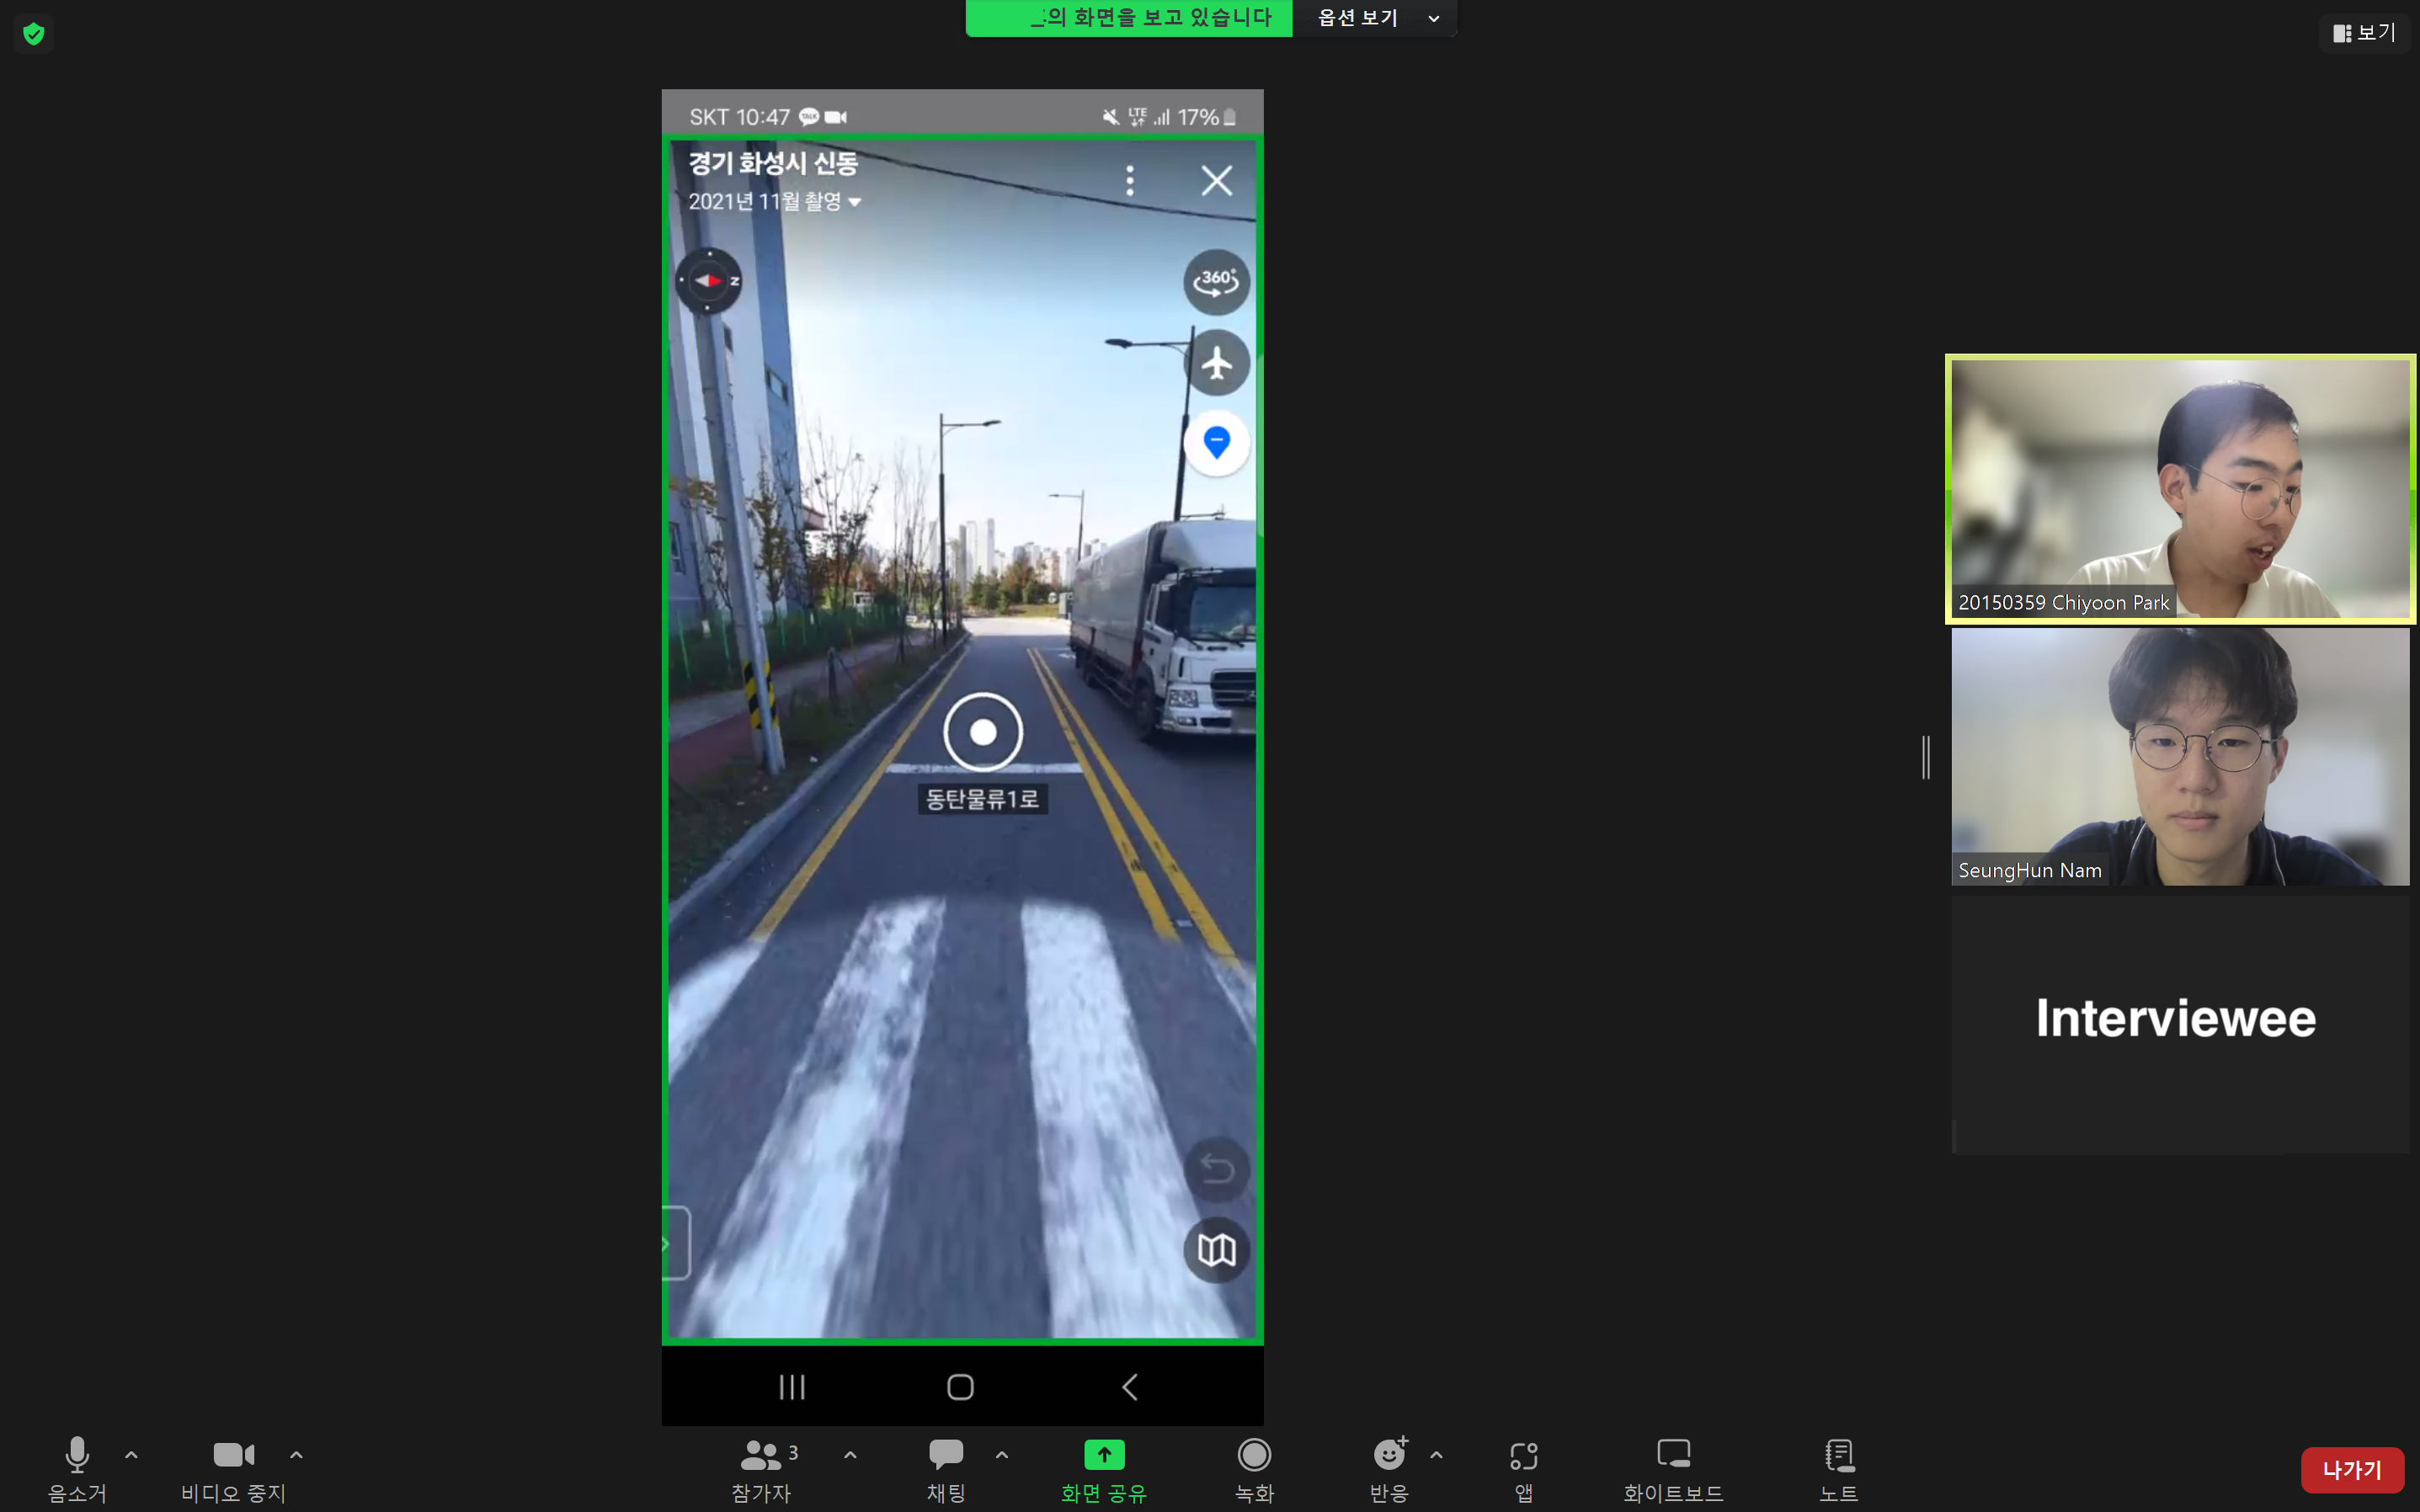 화면을 보고 있습니다
옵션 보기
보기
SKT 10:47
TALK
LTE
17%
경기 화성시 신동
2021년 11월 촬영
Z
360°
동탄물류1로
20150359 Chiyoon Park
SeungHun Nam
Interviewee
음소거
비디오 중지
참가자
3
채팅
화면 공유
녹화
반응
앱
화이트보드
노트
나가기